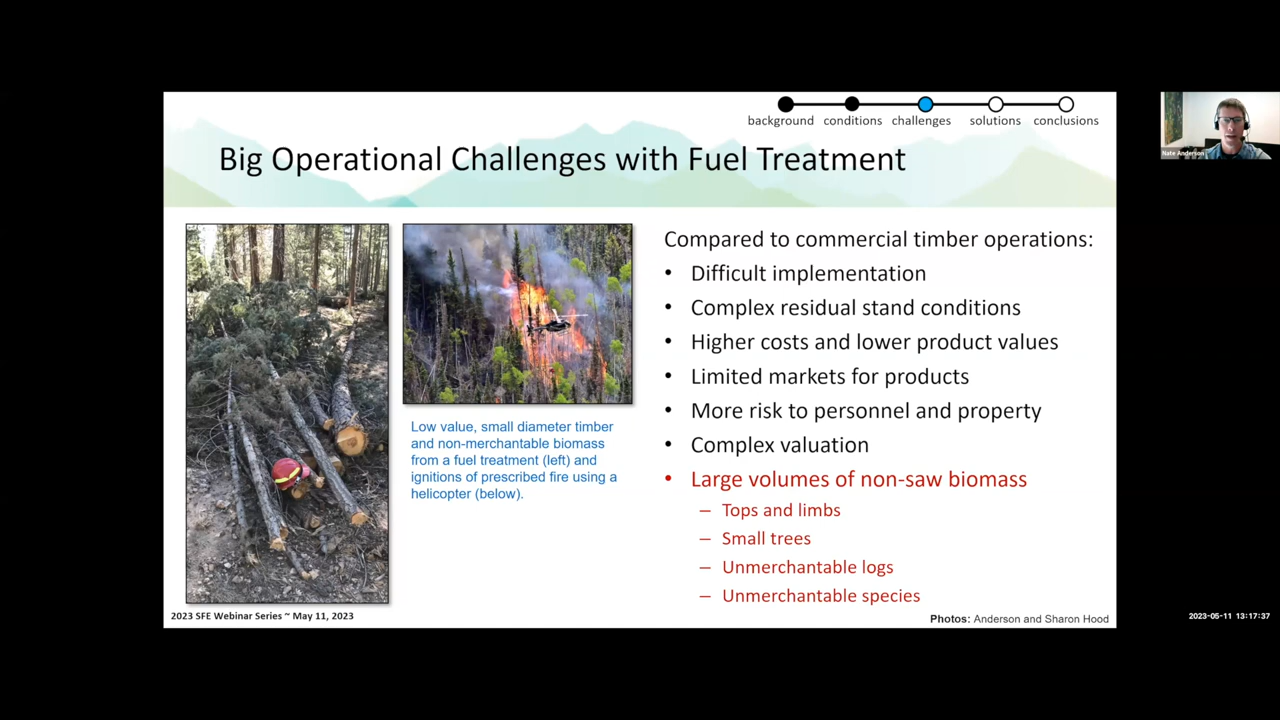 background conditions challenges solutions conclusions
Big Operational Challenges with Fuel Treatment
Nate Anderson
Low value, small diameter timber
and non-merchantable biomass
from a fuel treatment (left) and
ignitions of prescribed fire using a
helicopter (below).
Compared to commercial timber operations:
• Difficult implementation
• Complex residual stand conditions
• Higher costs and lower product values
• Limited markets for products
• More risk to personnel and property
• Complex valuation
• Large volumes of non-saw biomass
– Tops and limbs
– Small trees
– Unmerchantable logs
– Unmerchantable species
2023 SFE Webinar Series ~ May 11, 2023
Photos: Anderson and Sharon Hood
2023-05-11 13:17:37